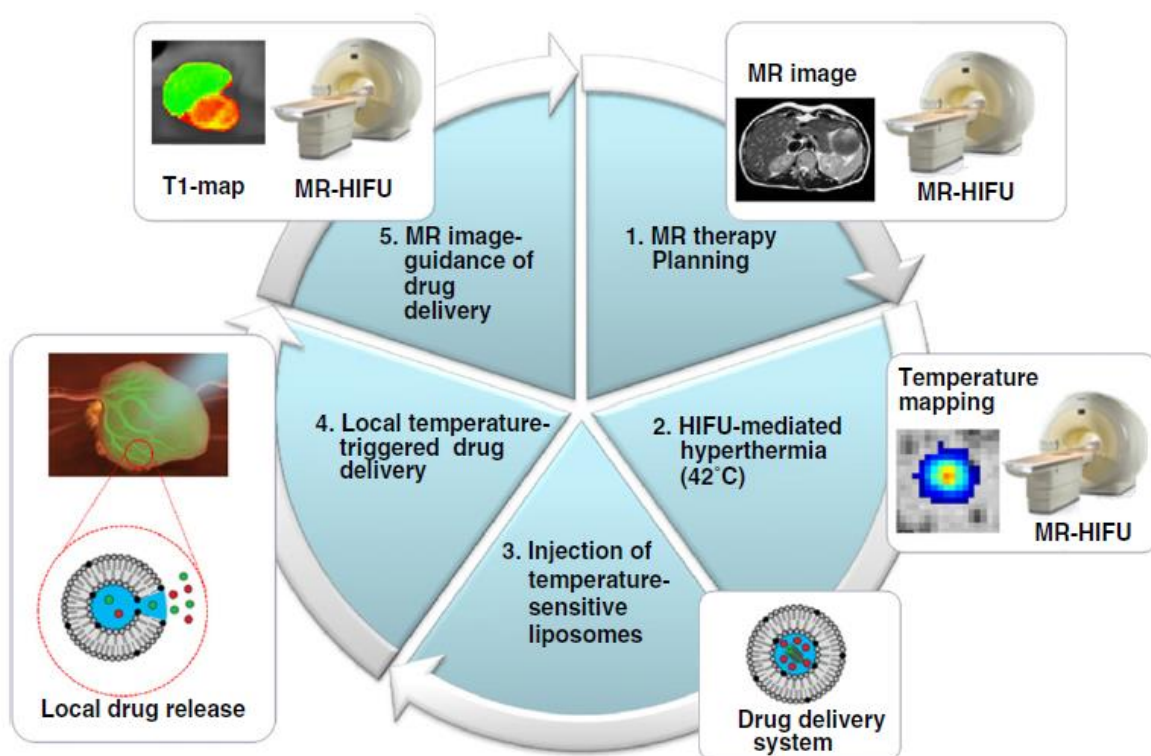 T1-map
MR-HIFU
MR image
MR-HIFU
1. MR therapy
Planning
Temperature
mapping
MR-HIFU
2. HIFU-mediated
hyperthermia
(42˚C)
3. Injection of
temperature-
sensitive
liposomes
Drug delivery
system
4. Local temperature-
triggered drug
delivery
Local drug release
5. MR image-
guidance of
drug
delivery